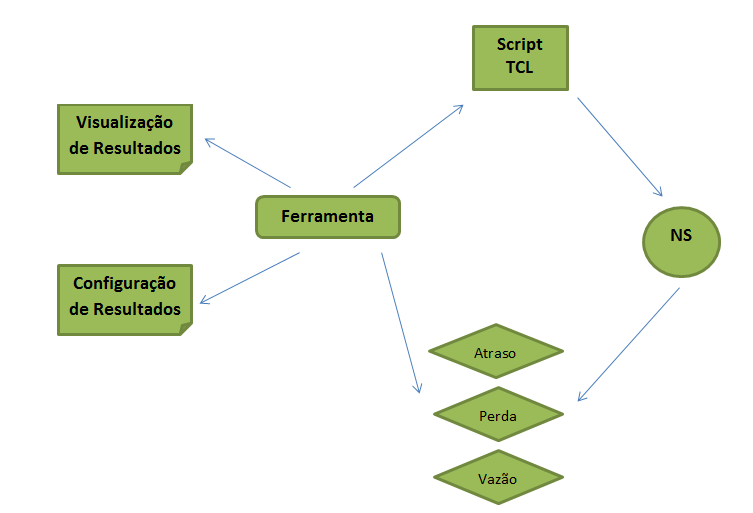 Script
TCL
Visualização
de Resultados
Ferramenta
NS
Configuração
de Resultados
Atraso
Perda
Vazão